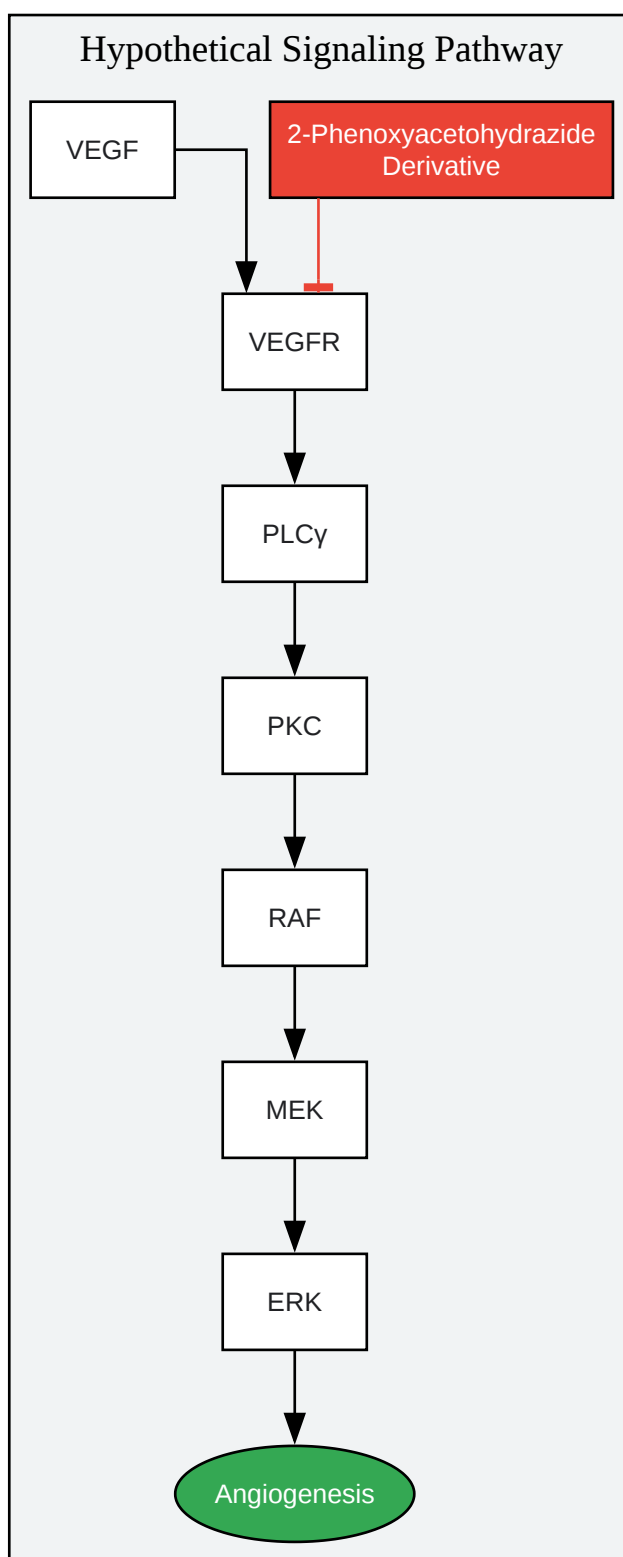 Hypothetical Signaling Pathway
VEGF
2-Phenoxyacetohydrazide
Derivative
VEGFR
PLCγ
PKC
RAF
MEK
ERK
Angiogenesis